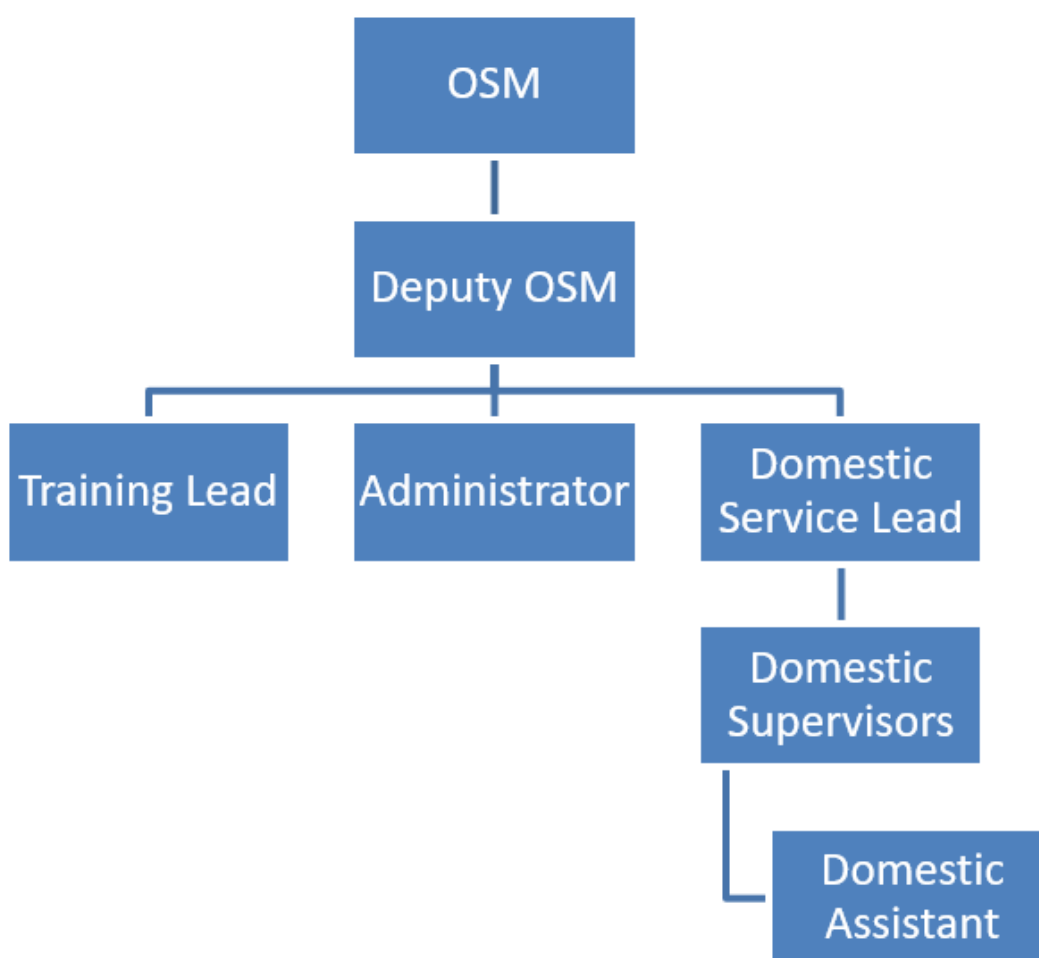 OSM
Deputy OSM
Training Lead
Administrator
Domestic
Service Lead
Domestic
Supervisors
Domestic
Assistant